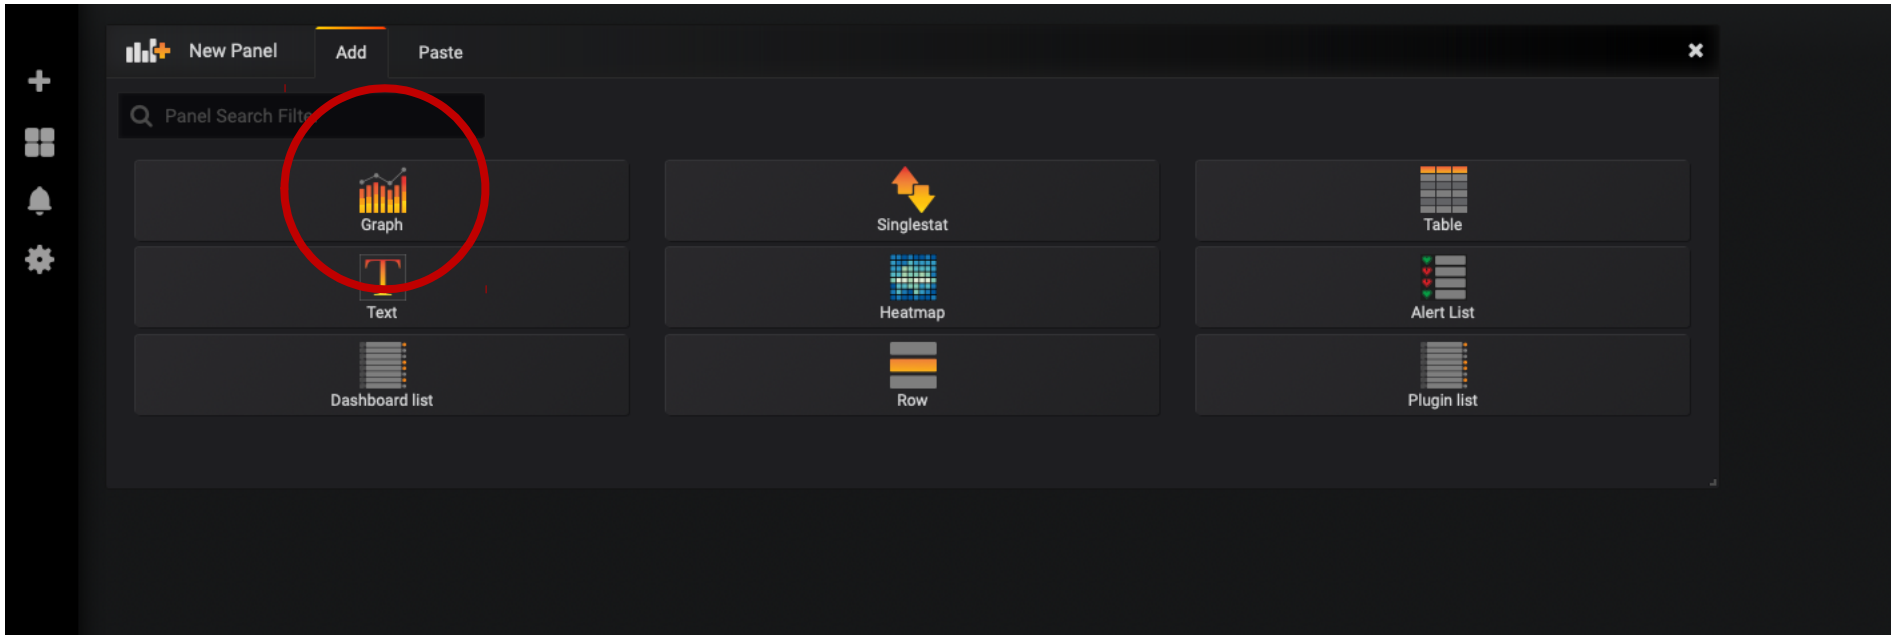 New Panel
Add
Paste
Panel Search Filte
Graph
Singlestat
Table
Text
Heatmap
Alert List
Dashboard list
Row
Plugin list